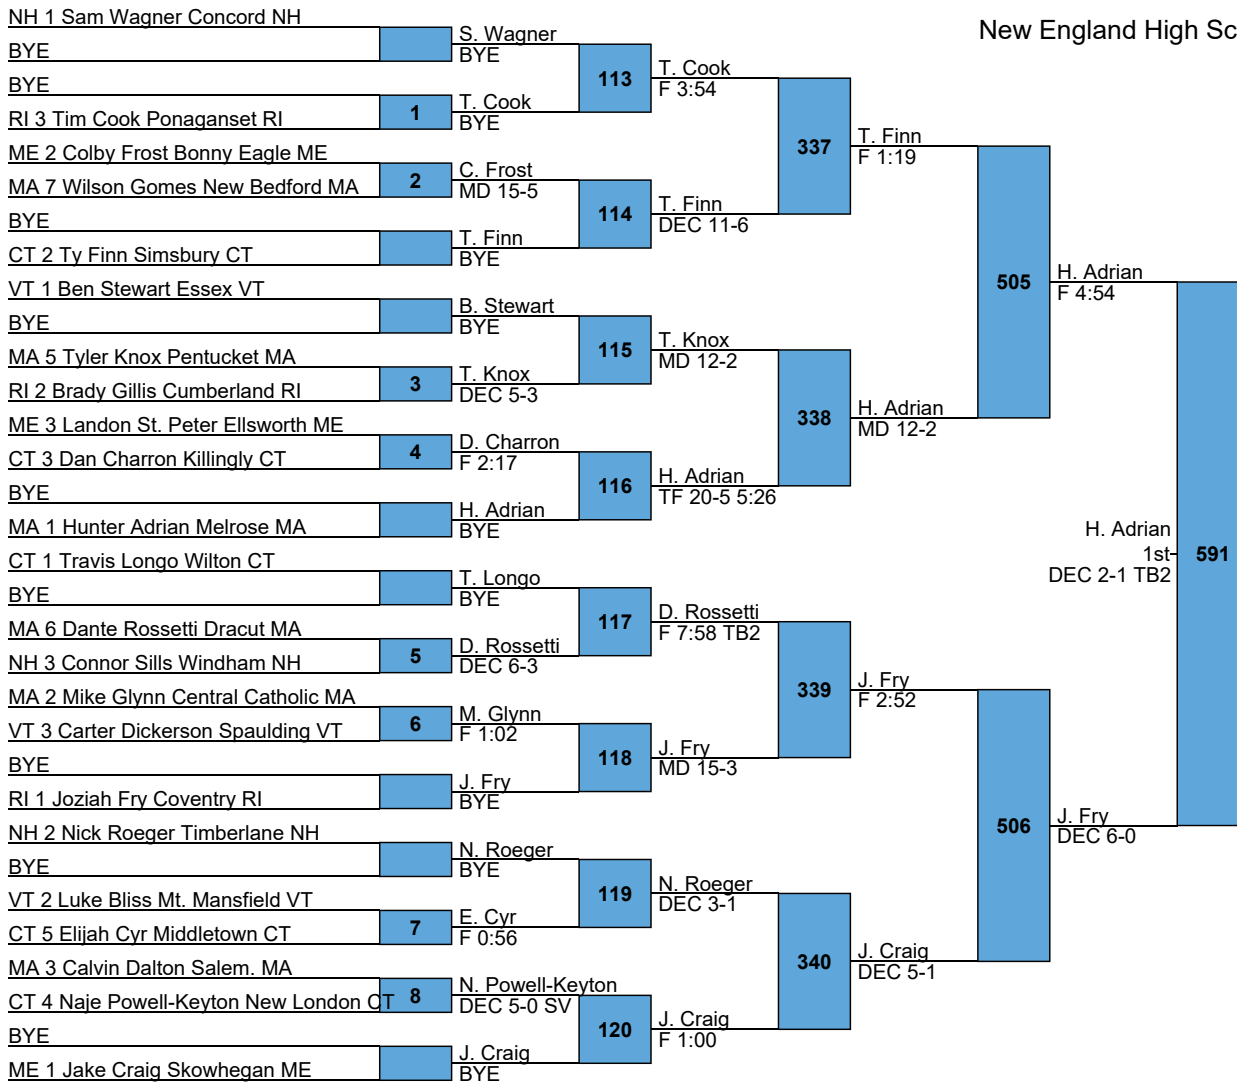 New England High Sc
NH 1 Sam Wagner Concord NH
BYE
BYE
RI 3 Tim Cook Ponaganset RI
ME 2 Colby Frost Bonny Eagle ME
MA 7 Wilson Gomes New Bedford MA
BYE
CT 2 Ty Finn Simsbury CT
VT 1 Ben Stewart Essex VT
BYE
MA 5 Tyler Knox Pentucket MA
RI 2 Brady Gillis Cumberland RI
ME 3 Landon St. Peter Ellsworth ME
CT 3 Dan Charron Killingly CT
BYE
MA 1 Hunter Adrian Melrose MA
CT 1 Travis Longo Wilton CT
BYE
MA 6 Dante Rossetti Dracut MA
NH 3 Connor Sills Windham NH
MA 2 Mike Glynn Central Catholic MA
VT 3 Carter Dickerson Spaulding VT
BYE
RI 1 Joziah Fry Coventry RI
NH 2 Nick Roeger Timberlane NH
BYE
VT 2 Luke Bliss Mt. Mansfield VT
CT 5 Elijah Cyr Middletown CT
MA 3 Calvin Dalton Salem. MA
CT 4 Naje Powell-Keyton New London CT
BYE
ME 1 Jake Craig Skowhegan ME
1
2
3
4
5
6
7
8
S. Wagner
BYE
T. Cook
BYE
C. Frost
MD 15-5
T. Finn
BYE
B. Stewart
BYE
T. Knox
DEC 5-3
D. Charron
F 2:17
H. Adrian
BYE
T. Longo
BYE
D. Rossetti
DEC 6-3
M. Glynn
F 1:02
J. Fry
BYE
N. Roeger
BYE
E. Cyr
F 0:56
N. Powell-Keyton
DEC 5-0 SV
J. Craig
BYE
113
114
115
116
117
118
119
120
T. Cook
F 3:54
T. Finn
DEC 11-6
T. Knox
MD 12-2
H. Adrian
TF 20-5 5:26
D. Rossetti
F 7:58 TB2
J. Fry
MD 15-3
N. Roeger
DEC 3-1
J. Craig
F 1:00
337
338
339
340
T. Finn
F 1:19
H. Adrian
MD 12-2
J. Fry
F 2:52
J. Craig
DEC 5-1
505
506
H. Adrian
F 4:54
J. Fry
DEC 6-0
H. Adrian
1st
DEC 2-1 TB2
591